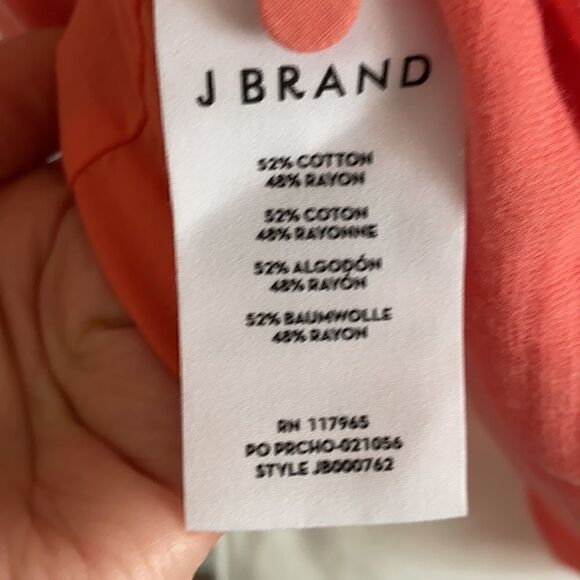 J BRAND
52% COTTON
48% RAYON
52% COTON
48% RAYONNE
52% ALGODÓN
48% RAYÓN
52% BAUMWOLLE
48% RAYON
RN 117965
PO PRCHO-021056
STYLE JB000762